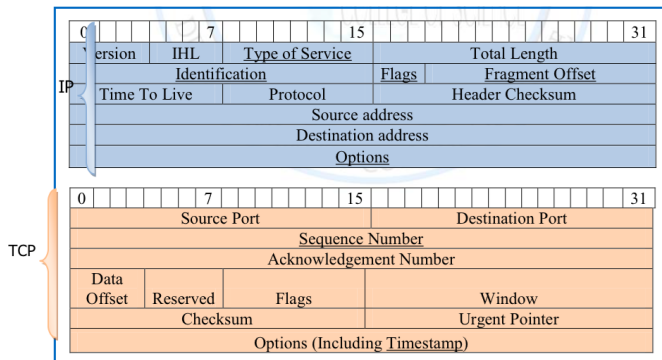 0 7 15 31
Version IHL Type of Service Total Length
Identification Flags Fragment Offset
IP
Time To Live Protocol Header Checksum
Source address
Destination address
Options
0 7 15 31
Source Port Destination Port
Sequence Number
TCP
Acknowledgement Number
Data
Offset Reserved Flags Window
Checksum Urgent Pointer
Options (Including Timestamp)